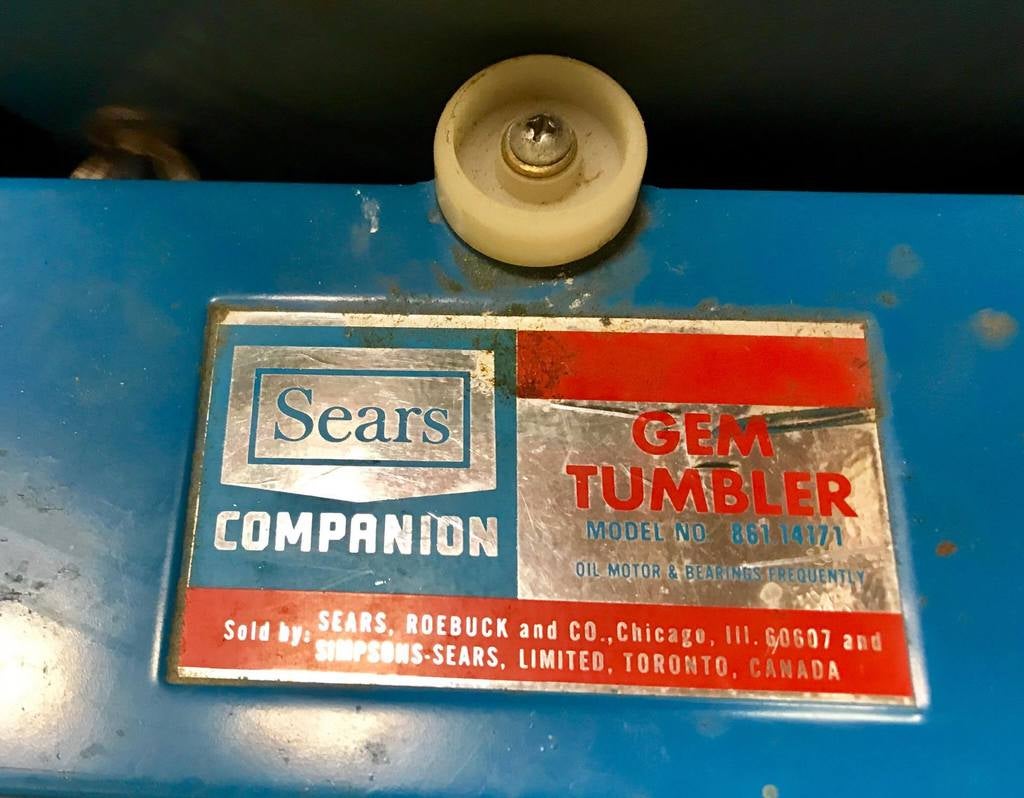 Sears
COMPANION
GEM
TUMBLER
MODEL NO. 861 14171
OIL MOTOR & BEARINGS FREQUENTLY
Sold by: SEARS, ROEBUCK and CO., Chicago, Ill. 60607 and
SIMPSONS-SEARS, LIMITED, TORONTO, CANADA